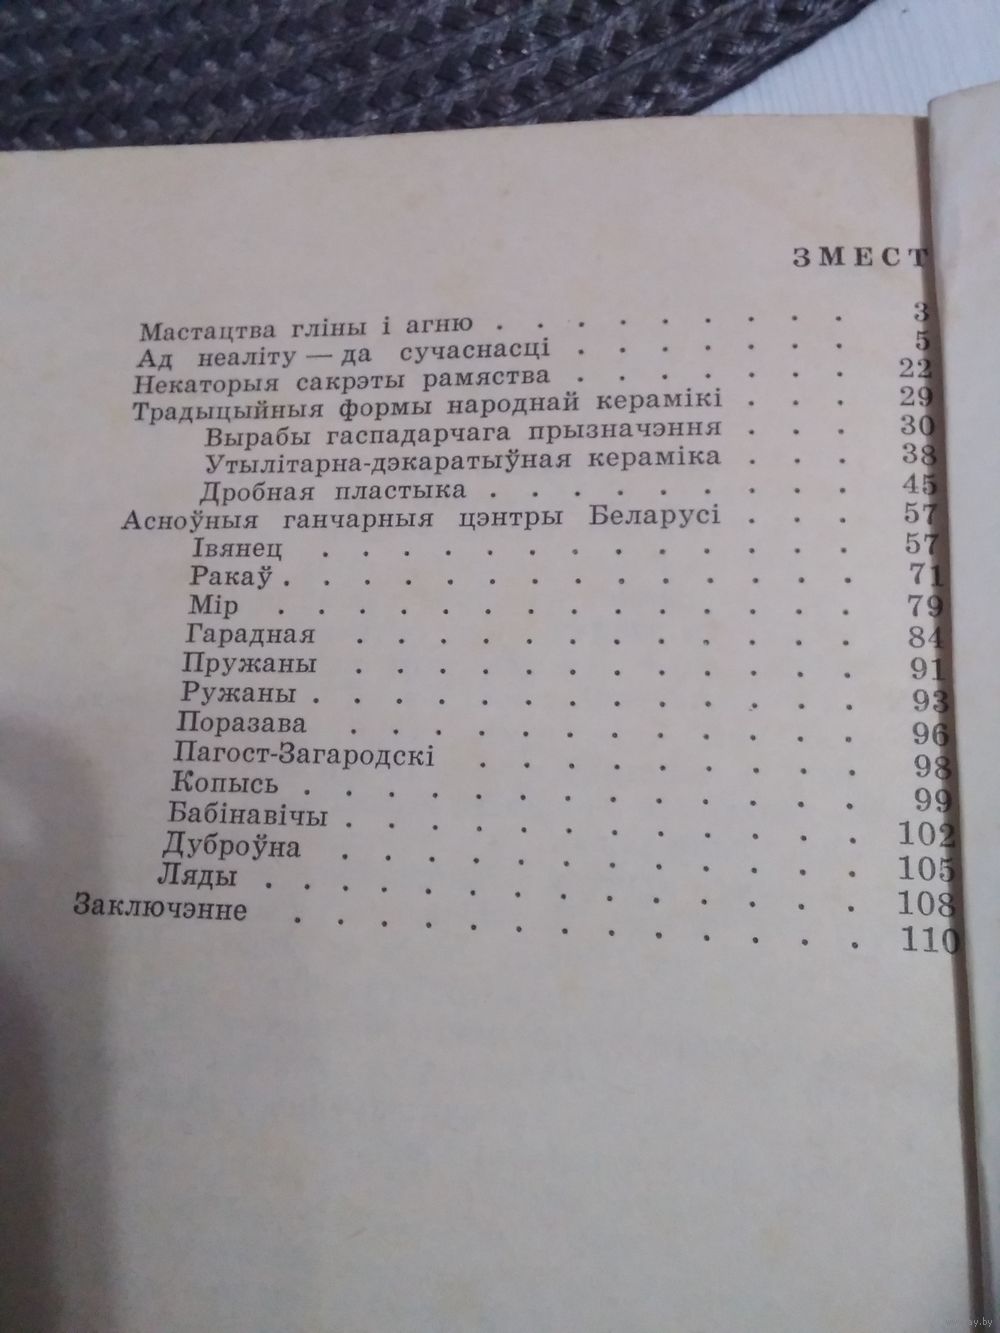 ЗМЕСТ
Мастацтва гліны і агню . . . . . . . . . 3
Ад неаліту — да сучаснасці . . . . . . . 5
Некаторыя сакрэты рамяства . . . . . . . 22
Традыцыйныя формы народнай керамікі . . . 29
Вырабы гаспадарчага прызначэння . . . 30
Утылітарна-дэкаратыўная кераміка . . . 38
Дробная пластыка . . . . . . . . . 45
Асноўныя ганчарныя цэнтры Беларусі . . . 57
Івянец . . . . . . . . . . . . . 57
Ракаў . . . . . . . . . . . . . . 71
Мір . . . . . . . . . . . . . . 79
Гарадная . . . . . . . . . . . . 84
Пружаны . . . . . . . . . . . . 91
Ружаны . . . . . . . . . . . . . 93
Поразава . . . . . . . . . . . . 96
Пагост-Загародскі . . . . . . . . . 98
Копысь . . . . . . . . . . . . . 99
Бабінавічы . . . . . . . . . . . . 102
Дуброўна . . . . . . . . . . . . 105
Ляды . . . . . . . . . . . . . . 108
Заключэнне . . . . . . . . . . . . . 110